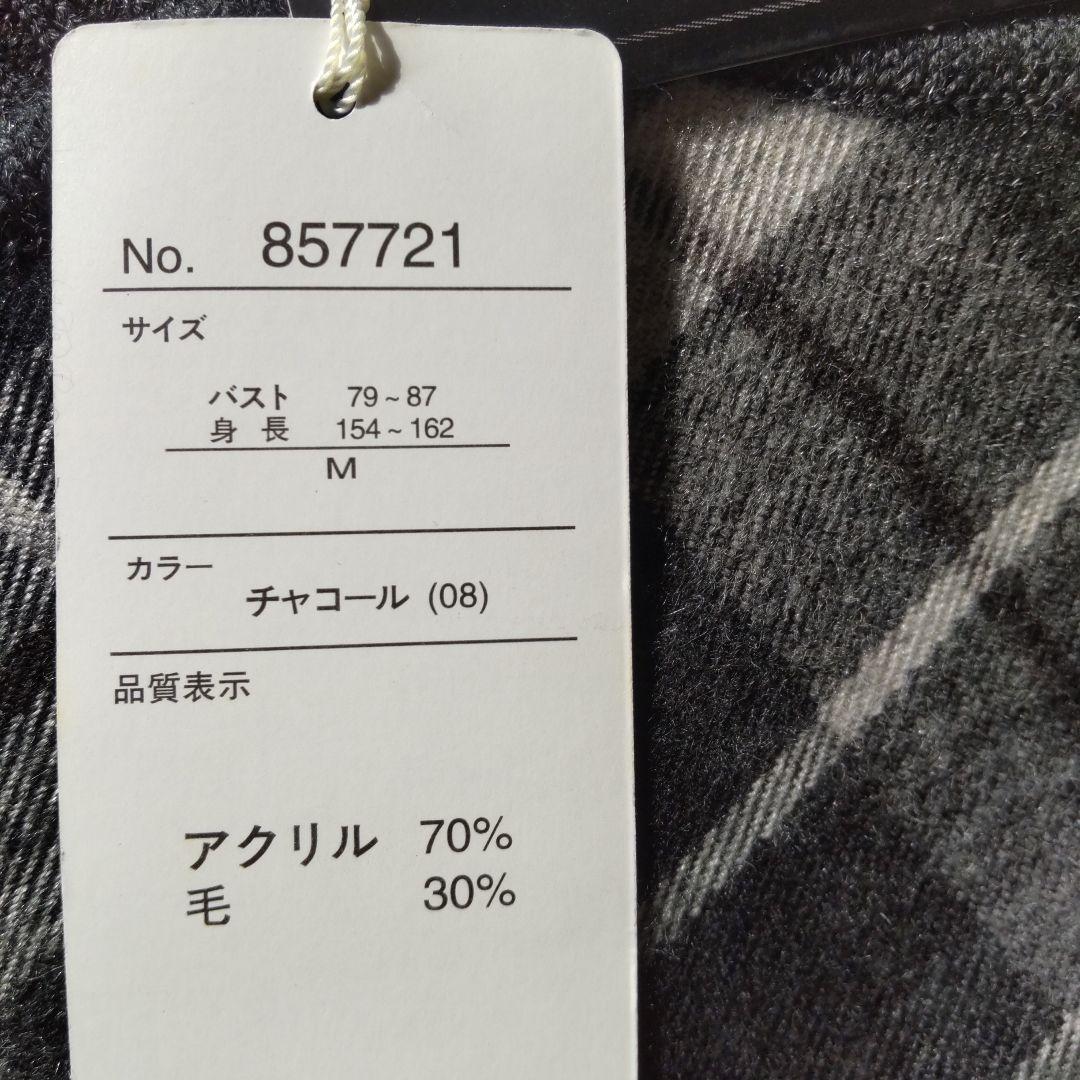 No. 857721
サイズ
バスト 79~87
身長 154~162
M
カラー
チャコール (08)
品質表示
アクリル 70%
毛 30%